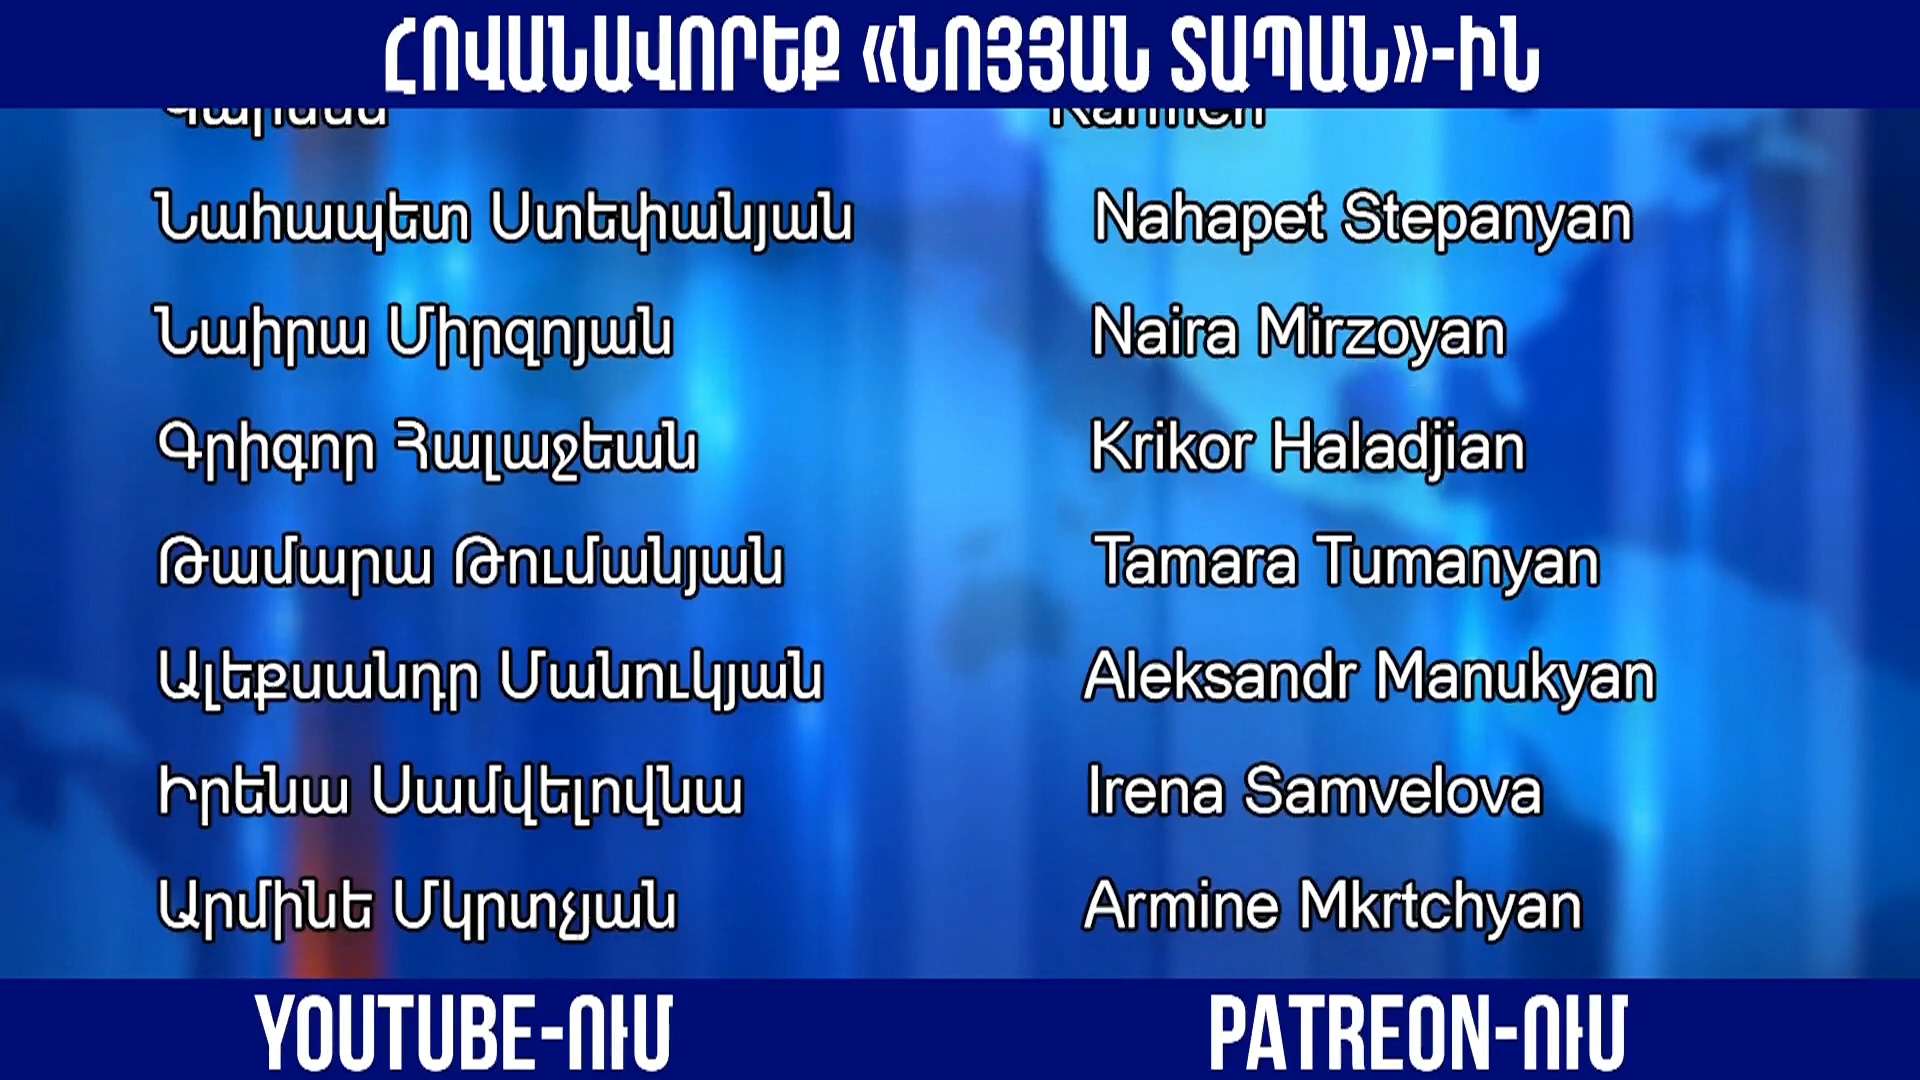 ՀՈՎԱՆԱՎՈՐԵՔ «ՆՈՅՅԱՆ ՏԱՊԱՆ»-ԻՆ
Karmen
Նահապետ Ստեփանյան Nahapet Stepanyan
Նաիրա Միրզոյան Naira Mirzoyan
Գրիգոր Հալաջեան Krikor Haladjian
Թամարա Թումանյան Tamara Tumanyan
Ալեքսանդր Մանուկյան Aleksandr Manukyan
Իրենա Սամվելովնա Irena Samvelova
Արմինե Մկրտչյան Armine Mkrtchyan
YOUTUBE-ՈՒՄ PATREON-ՈՒՄ